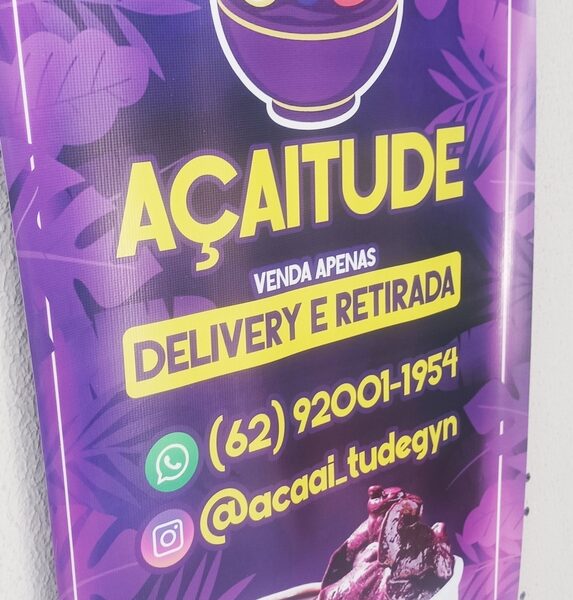 AÇAITUDE
VENDA APENAS
DELIVERY E RETIRADA
(62) 92001-1954
@acaai_tudegyn